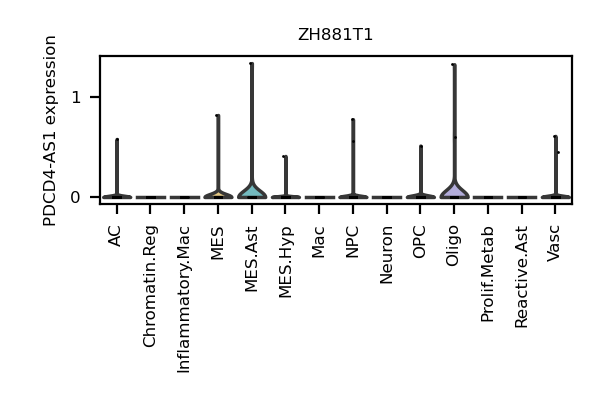 ZH881T1
PDCD4-AS1 expression
1
0
AC
Chromatin.Reg
Inflammatory.Mac
MES
MES.Ast
MES.Hyp
Mac
NPC
Neuron
OPC
Oligo
Prolif.Metab
Reactive.Ast
Vasc